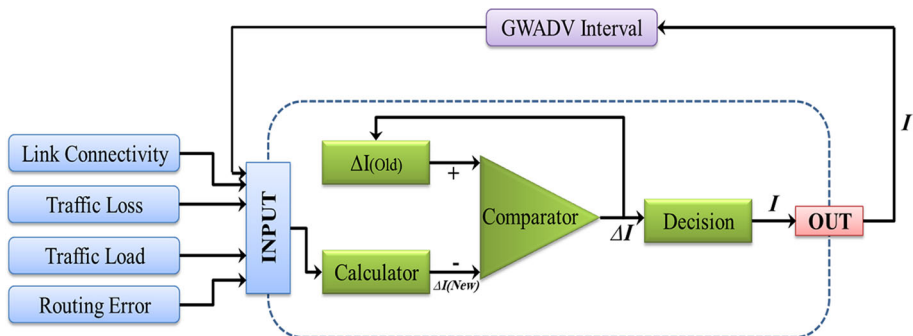 GWADV Interval
I
Link Connectivity
Traffic Loss
Traffic Load
Routing Error
INPUT
ΔI(Old)
+
Calculator
-
ΔI(New)
Comparator
ΔI
Decision
I
OUT